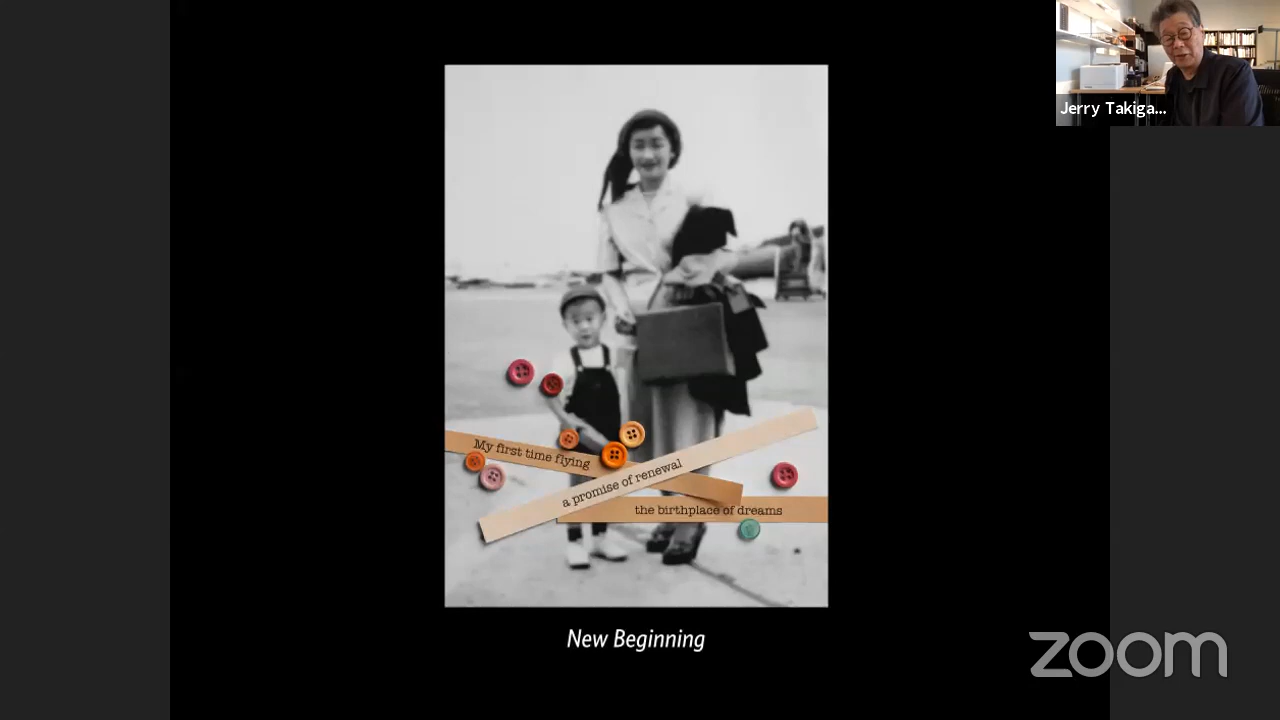 Jerry Takiga...
My first time flying
a promise of renewal
the birthplace of dreams
New Beginning
zoom